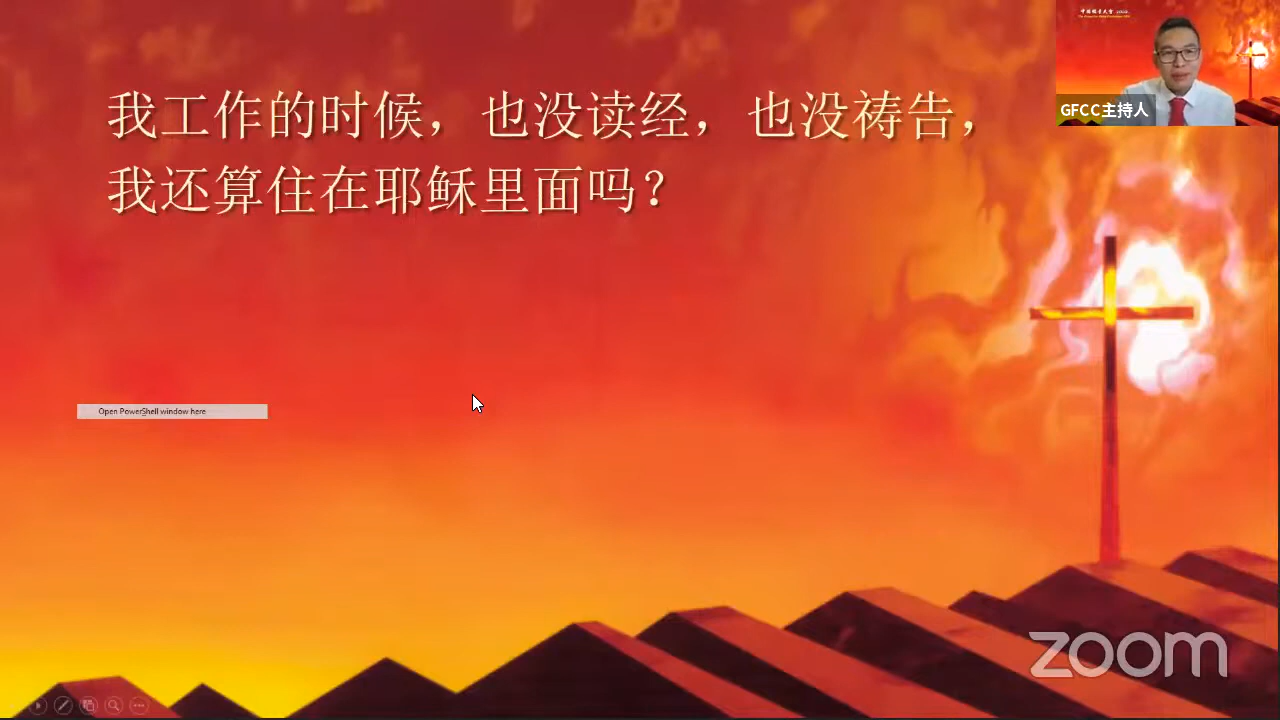 我工作的时候，也没读经，也没祷告，
我还算住在耶稣里面吗？
GFCC主持人
Open PowerShell window here
zoom